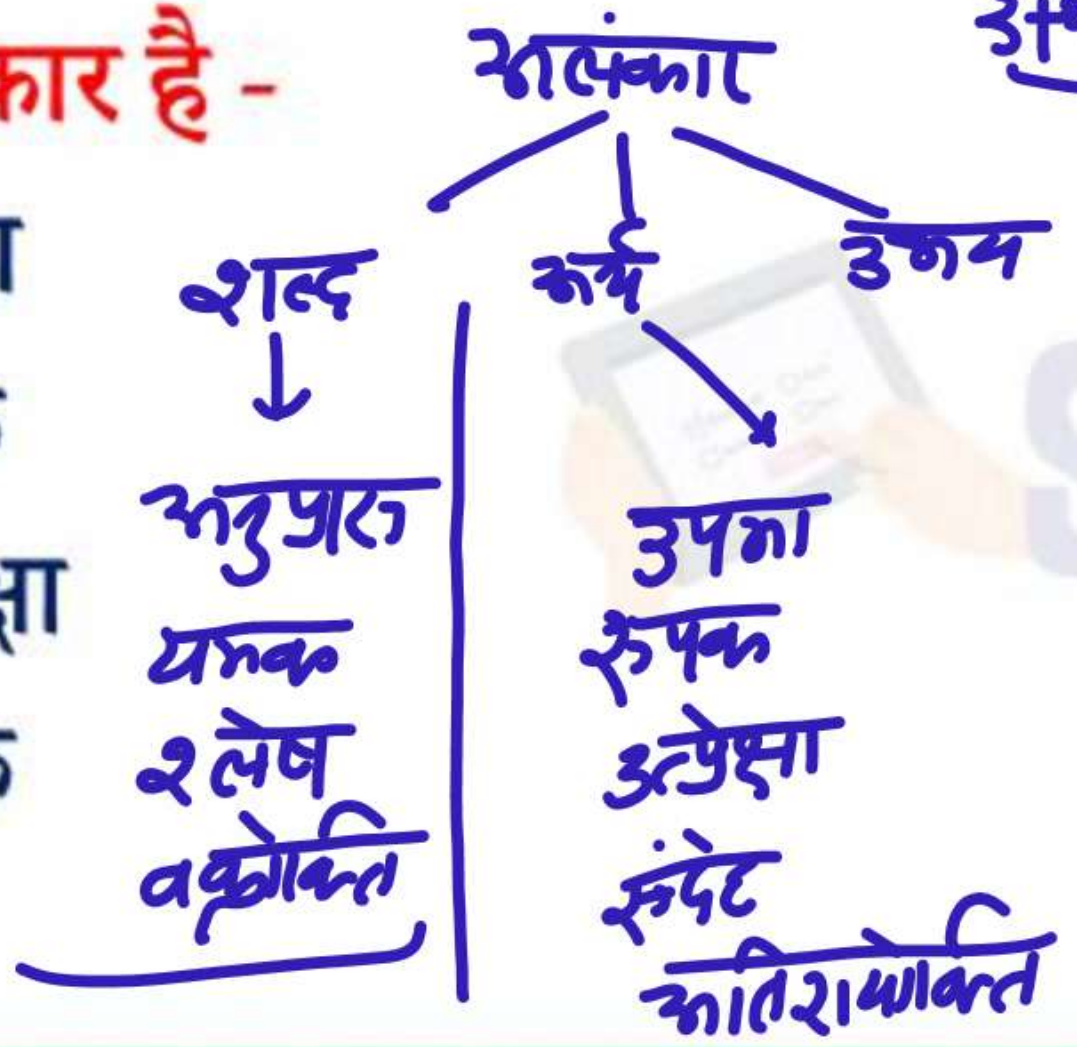 कार है -
अलंकार
शब्द अर्थ उभय
अनुप्रास
यमक
श्लेष
वक्रोक्ति
उपमा
रूपक
उत्प्रेक्षा
संदेह
अतिशयोक्ति
क्षा
S